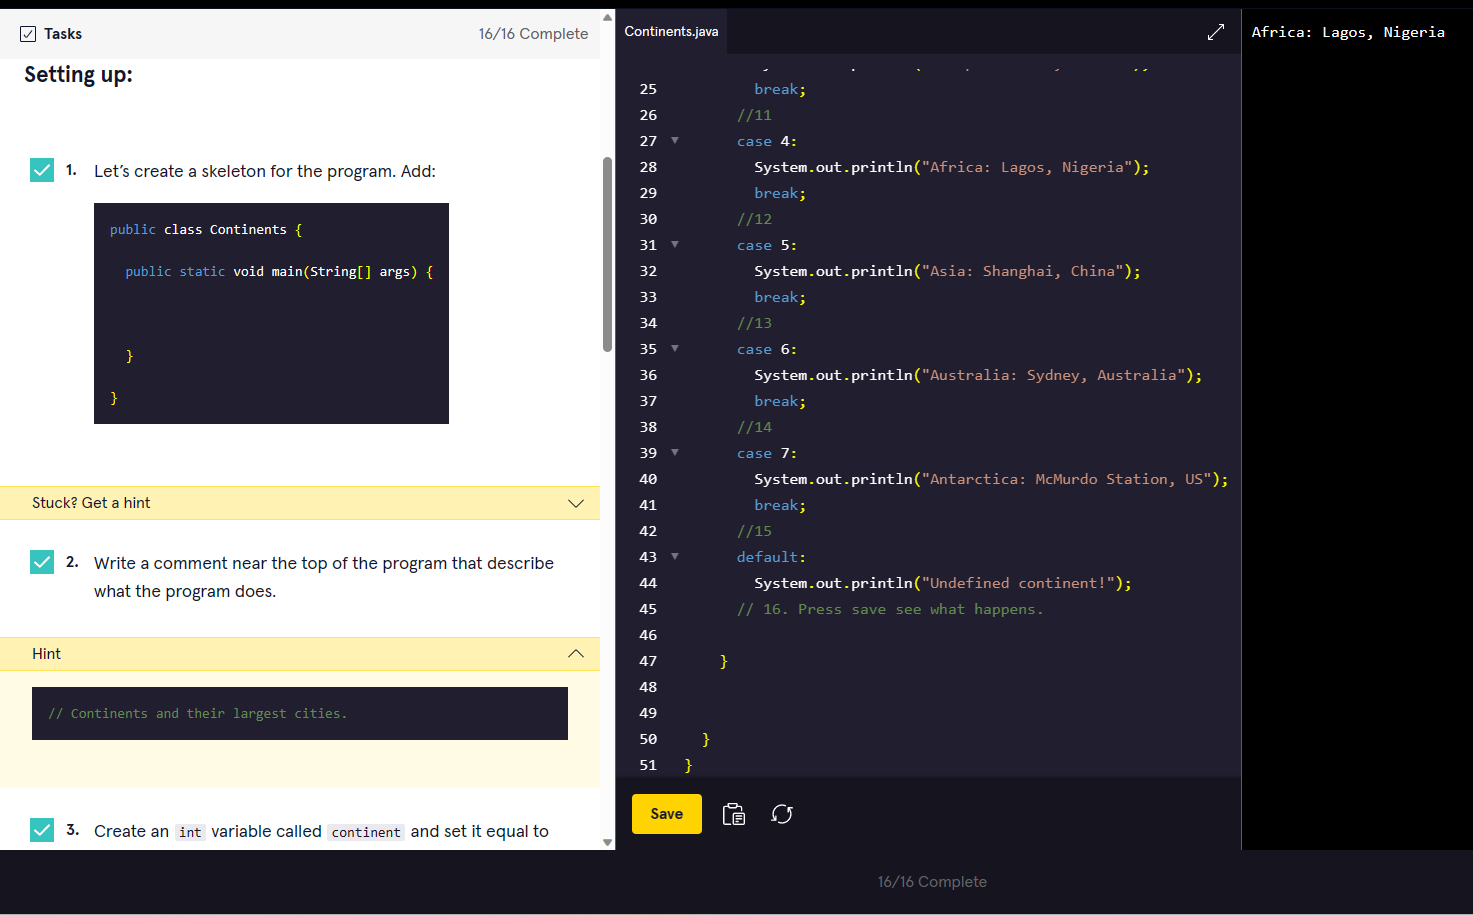 Tasks 16/16 Complete
Setting up:
1. Let’s create a skeleton for the program. Add:
public class Continents {
public static void main(String[] args) {
}
}
Stuck? Get a hint
2. Write a comment near the top of the program that describe
what the program does.
Hint
// Continents and their largest cities.
3. Create an int variable called continent and set it equal to
Continents.java
25 break;
26 //11
27 case 4:
28 System.out.println("Africa: Lagos, Nigeria");
29 break;
30 //12
31 case 5:
32 System.out.println("Asia: Shanghai, China");
33 break;
34 //13
35 case 6:
36 System.out.println("Australia: Sydney, Australia");
37 break;
38 //14
39 case 7:
40 System.out.println("Antarctica: McMurdo Station, US");
41 break;
42 //15
43 default:
44 System.out.println("Undefined continent!");
45 // 16. Press save see what happens.
46
47 }
48
49
50 }
51 }
Save
Africa: Lagos, Nigeria
16/16 Complete